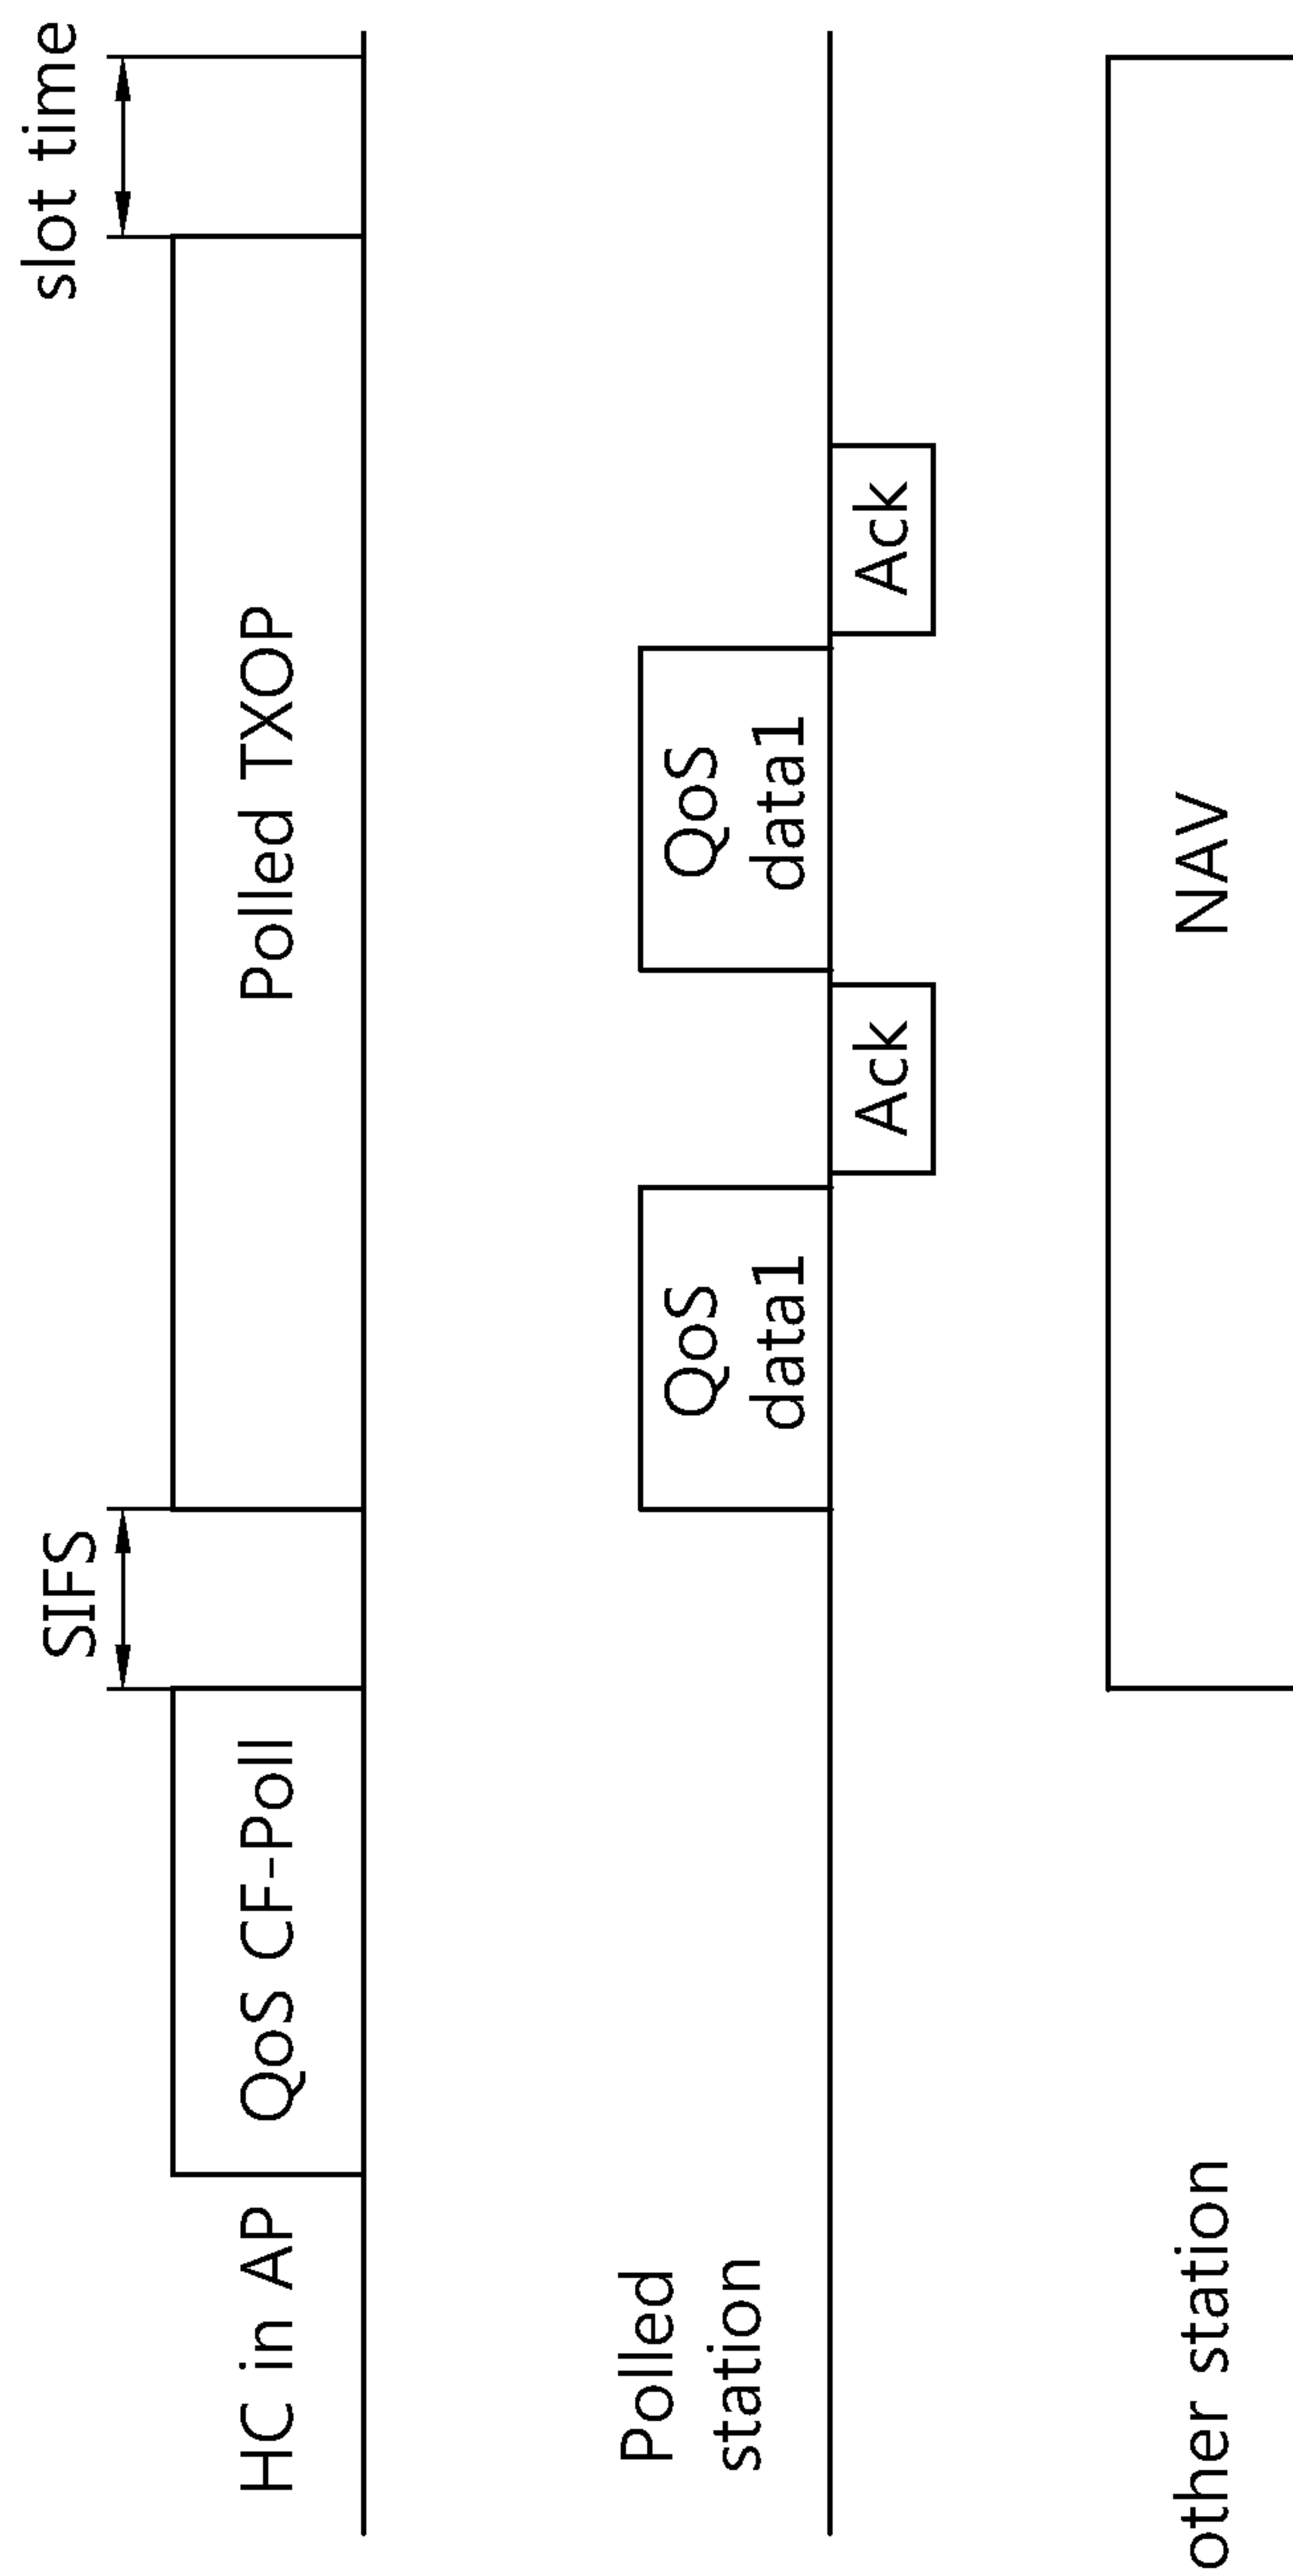 SIFS
slot time
HC in AP
QoS CF-Poll
Polled TXOP
Polled
station
QoS
data1
Ack
QoS
data1
Ack
other station
NAV